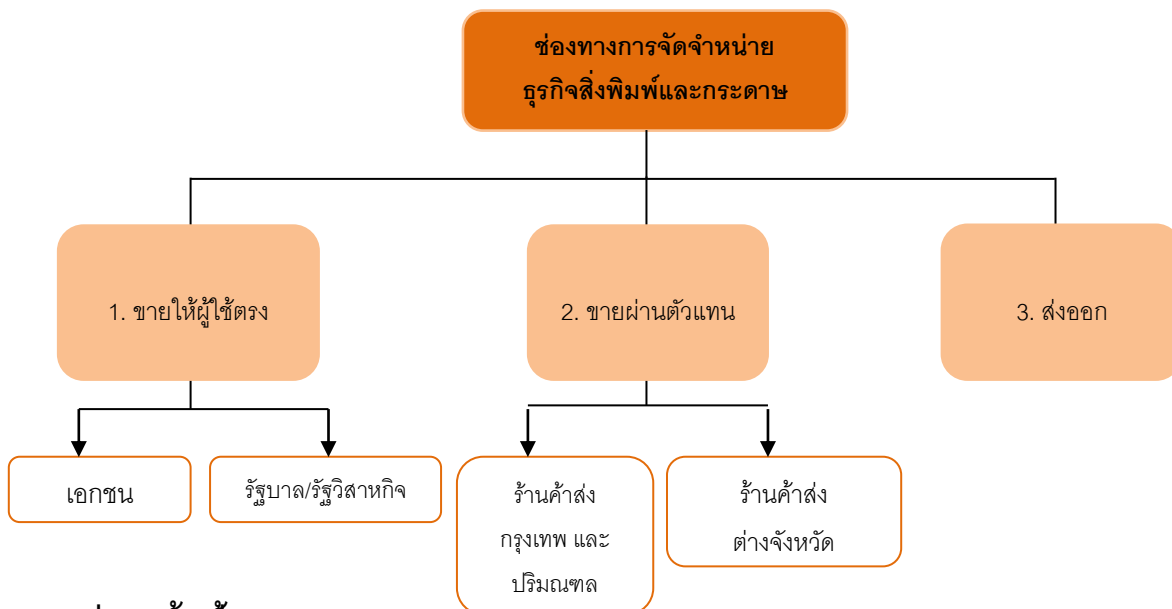 ช่องทางการจัดจำหน่าย
ธุรกิจสิ่งพิมพ์และกระดาษ
1. ขายให้ผู้ใช้ตรง
2. ขายผ่านตัวแทน
3. ส่งออก
เอกชน
รัฐบาล/รัฐวิสาหกิจ
ร้านค้าส่ง
กรุงเทพ และ
ปริมณฑล
ร้านค้าส่ง
ต่างจังหวัด